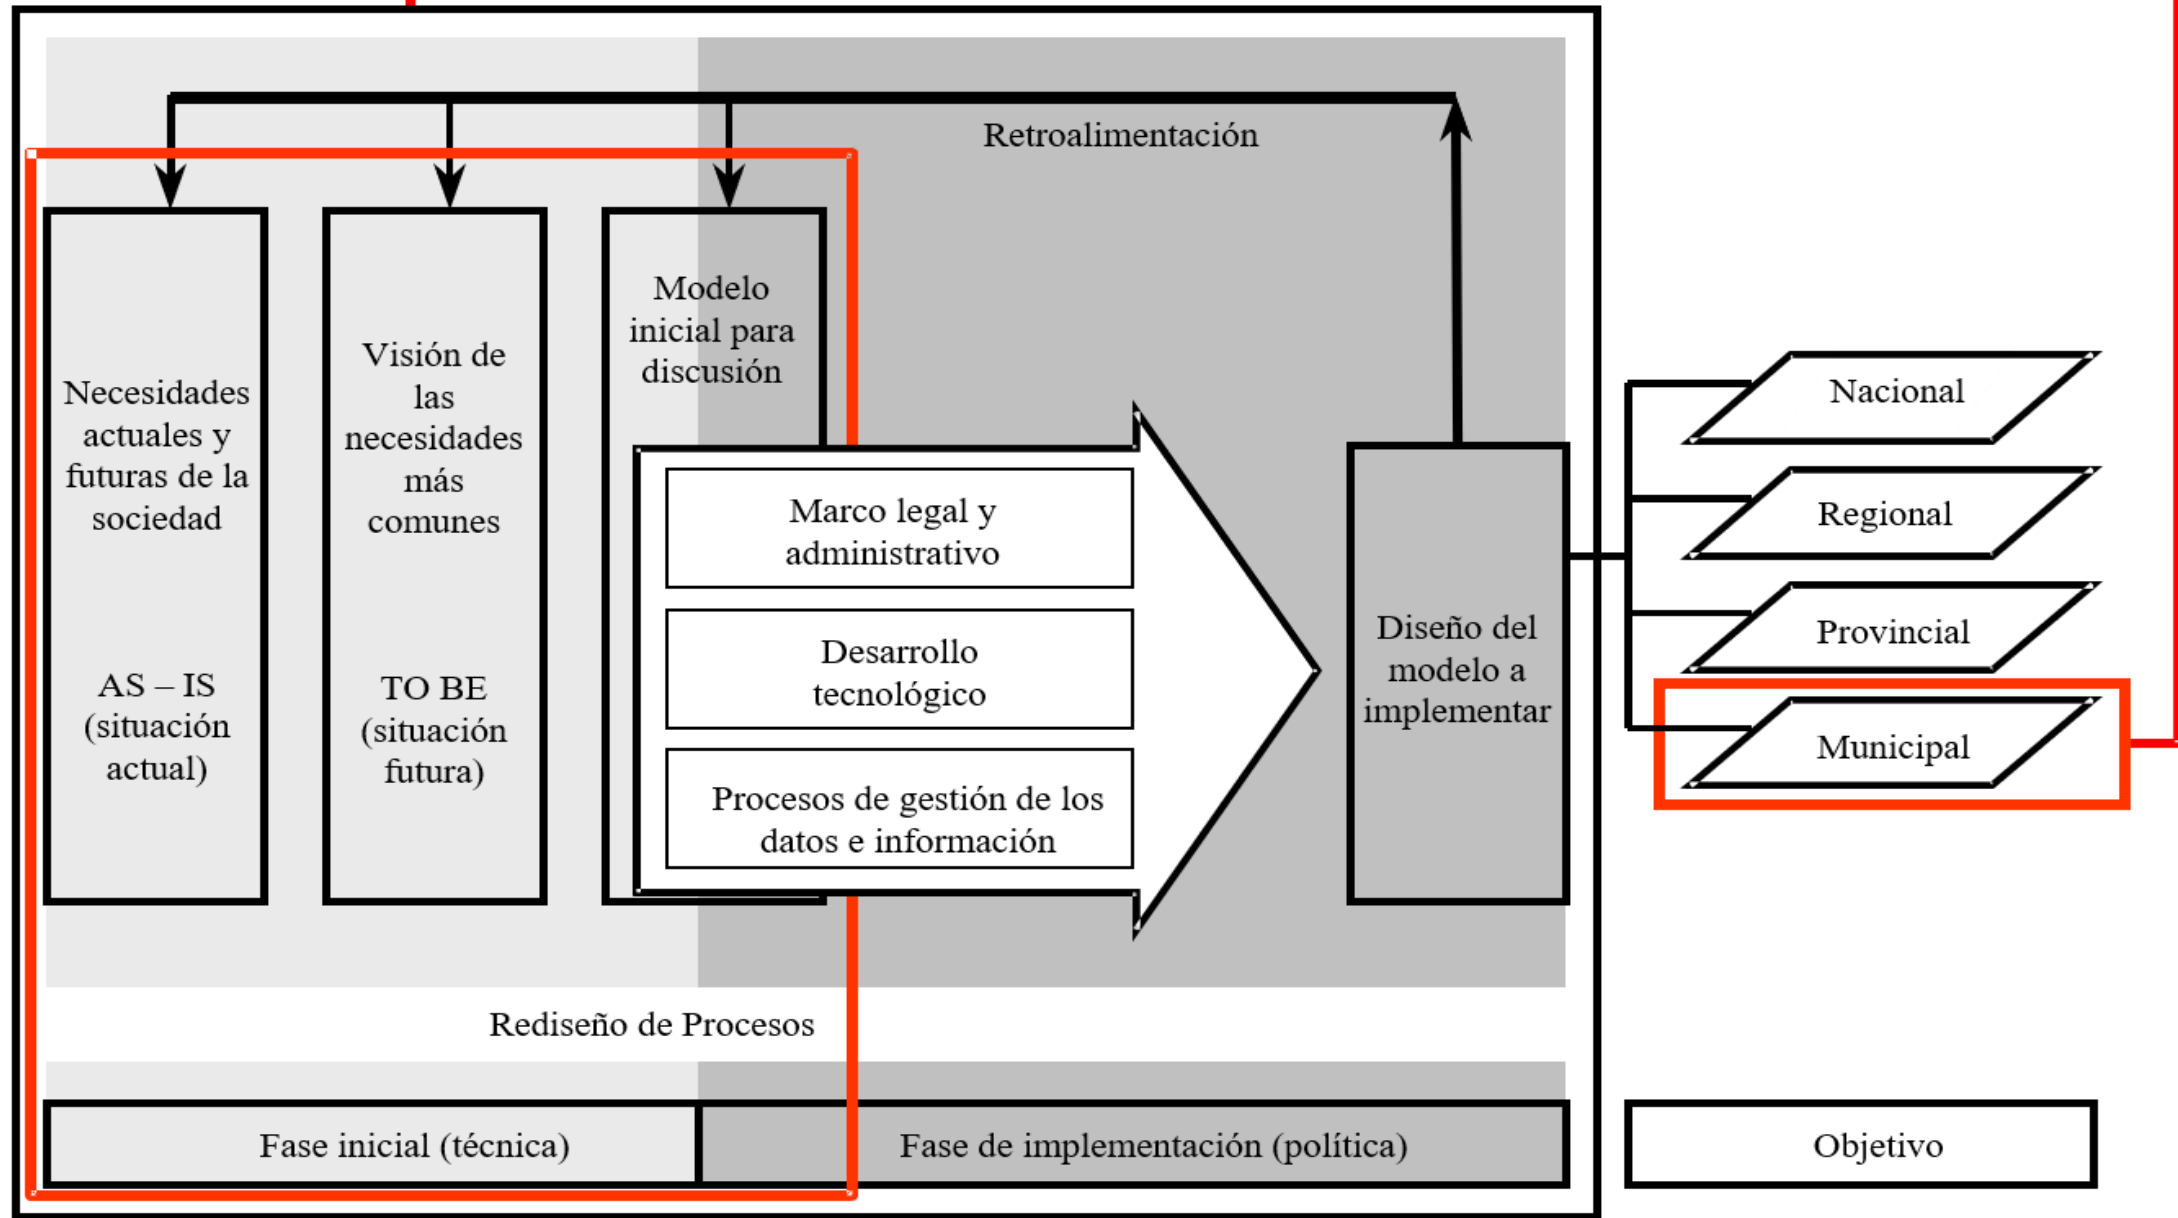 Retroalimentación
Necesidades
actuales y
futuras de la
sociedad
AS – IS
(situación
actual)
Visión de
las
necesidades
más
comunes
TO BE
(situación
futura)
Modelo
inicial para
discusión
Marco legal y
administrativo
Desarrollo
tecnológico
Procesos de gestión de los
datos e información
Diseño del
modelo a
implementar
Nacional
Regional
Provincial
Municipal
Rediseño de Procesos
Fase inicial (técnica)
Fase de implementación (política)
Objetivo